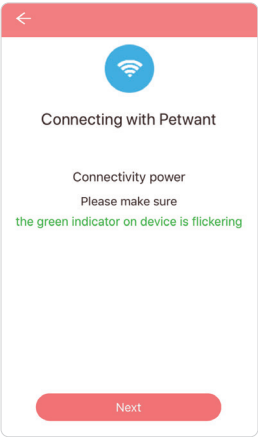 Connecting with Petwant
Connectivity power
Please make sure
the green indicator on device is flickering
Next